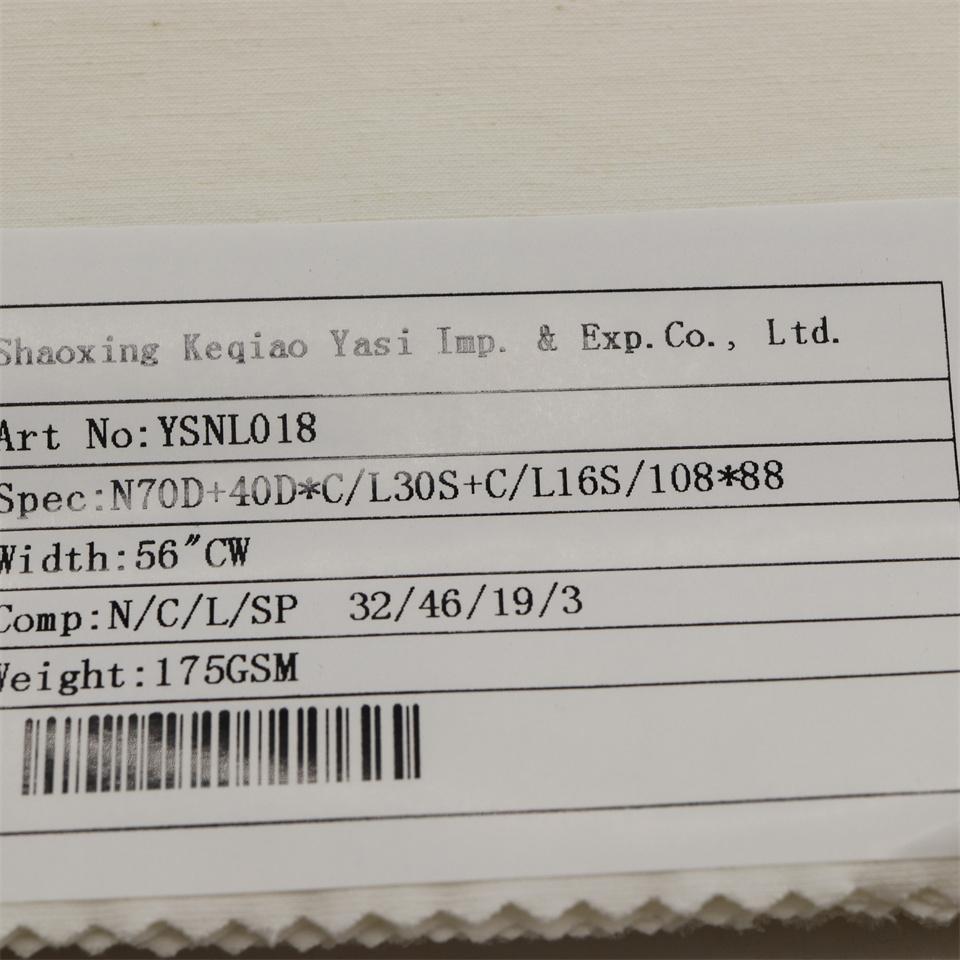 Shaoxing Keqiao Yasi Imp. & Exp. Co., Ltd.
Art No:YSNL018
Spec:N70D+40D*C/L30S+C/L16S/108*88
Width:56"CW
Comp:N/C/L/SP 32/46/19/3
Weight:175GSM